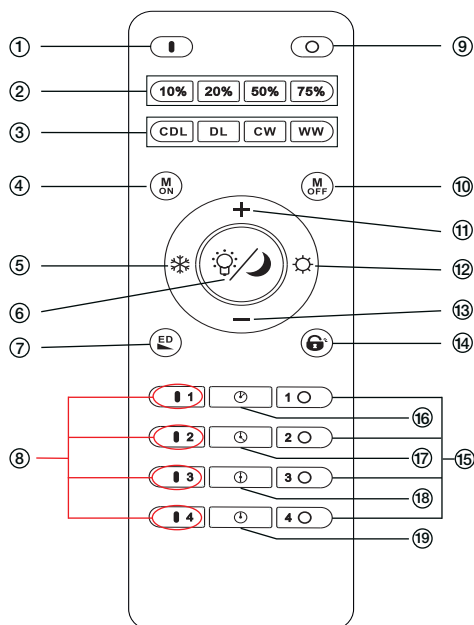 ① ⑨
② 10% 20% 50% 75%
③ CDL DL CW WW
④ M ON M OFF ⑩
+ ⑪
⑤ ⑫
⑥ − ⑬
⑦ ED ⑭
1 1 ⑯
⑧ 2 2 ⑰ ⑮
3 3 ⑱
4 4 ⑲